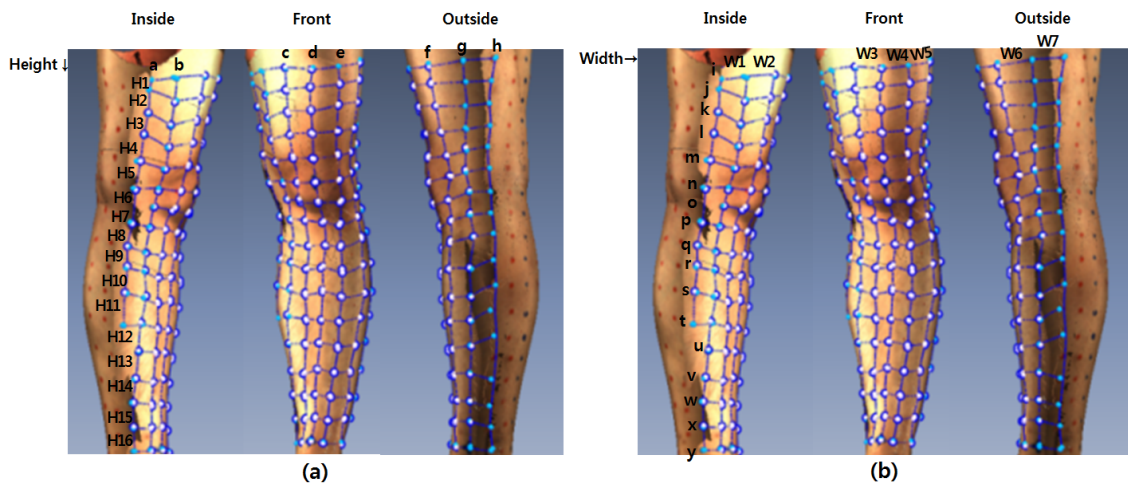 Inside Front Outside
Height↓
a b c d e f g h
H1
H2
H3
H4
H5
H6
H7
H8
H9
H10
H11
H12
H13
H14
H15
H16
(a)
Inside Front Outside
Width→
W1 W2 W3 W4 W5 W6 W7
i
j
k
l
m
n
o
p
q
r
s
t
u
v
w
x
y
(b)